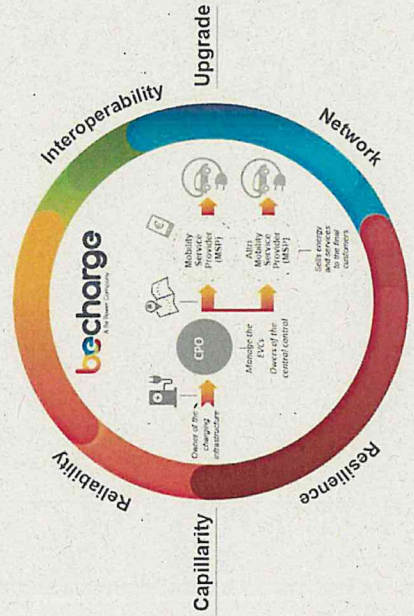 Reliability
Interoperability
Capillarity
Upgrade
Resilience
Network
becharge
A Be Power Company
€
Owner of the
charging
infrastructure
CPO
Manage the
EVCs
Owers of the
central control
Mobility
Service
Provider
(MSP)
Altri
Mobility
Service
Provider
(MSP)
Sells energy
and services
to the final
customers